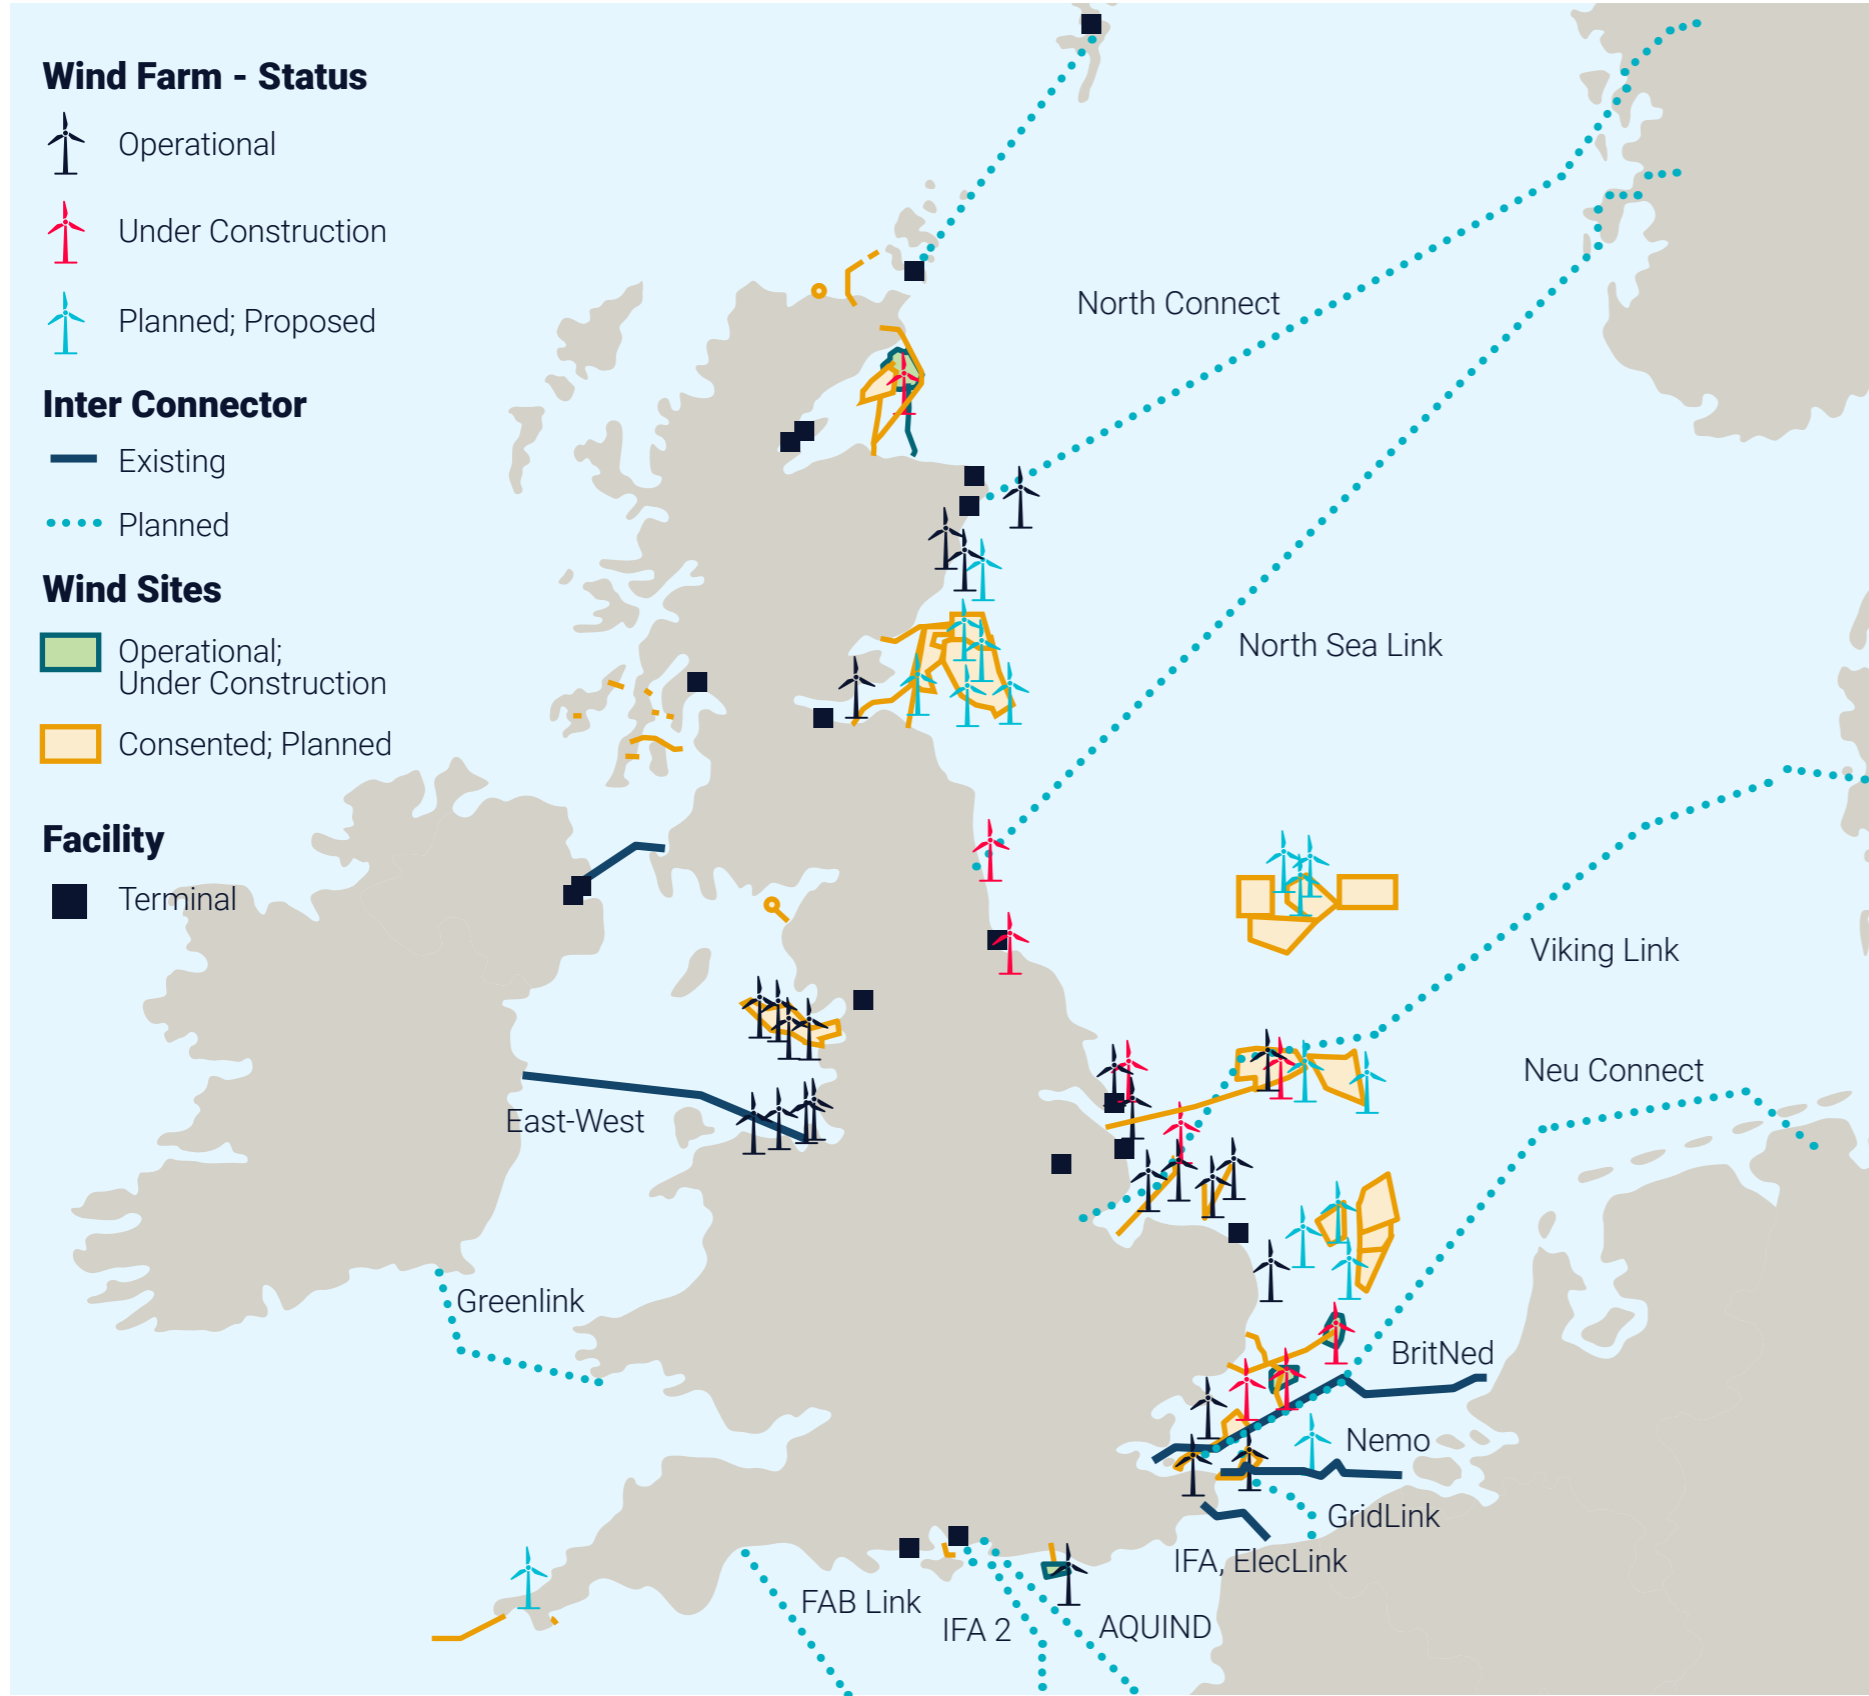 Wind Farm - Status
Operational
Under Construction
Planned; Proposed
Inter Connector
Existing
Planned
Wind Sites
Operational;
Under Construction
Consented; Planned
Facility
Terminal
North Connect
North Sea Link
Viking Link
Neu Connect
East-West
Greenlink
BritNed
Nemo
GridLink
IFA, ElecLink
FAB Link
IFA 2
AQUIND